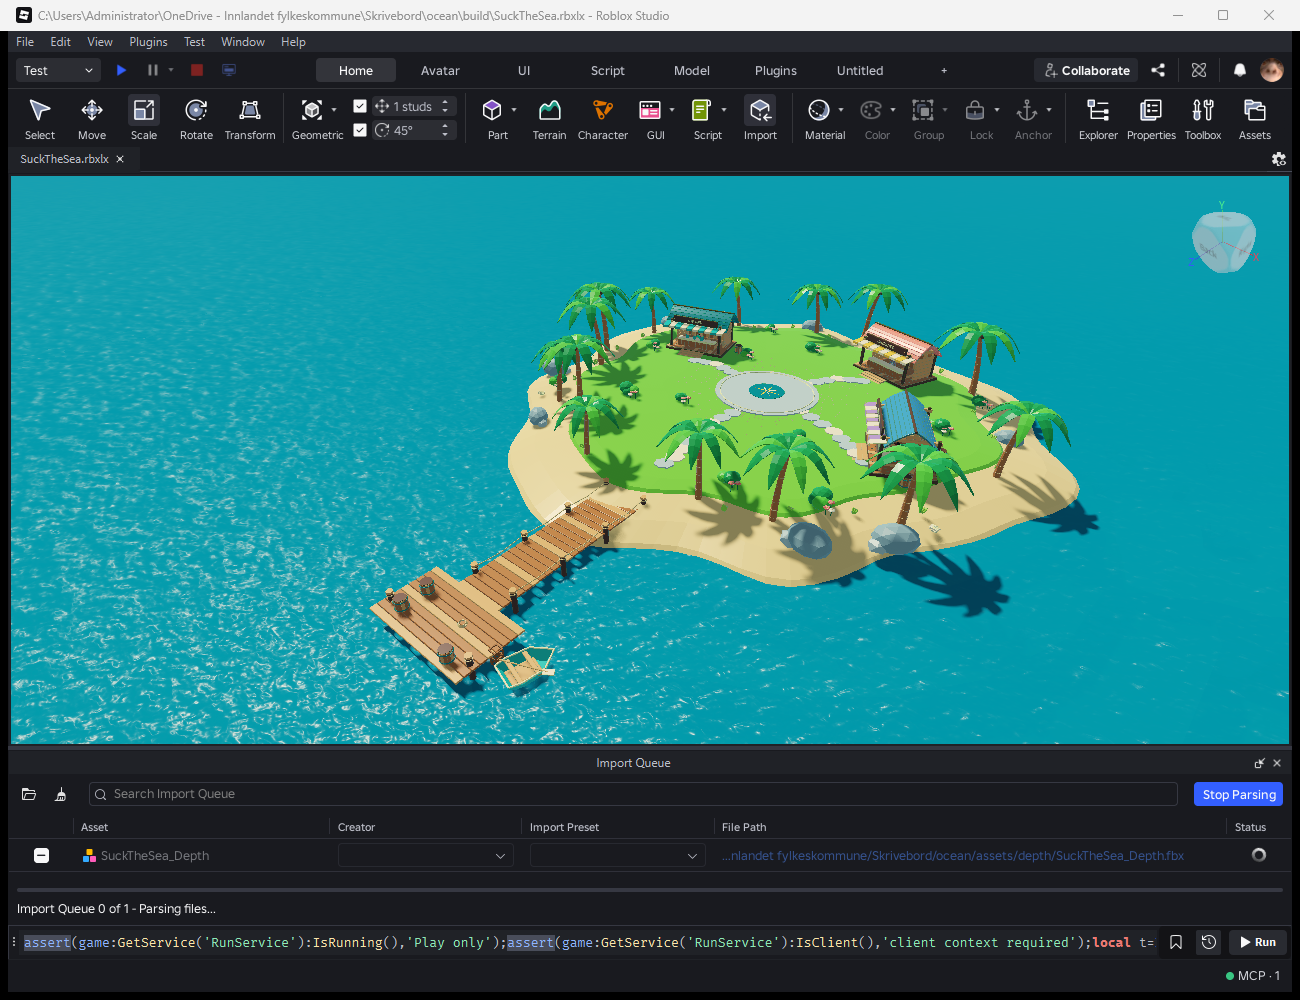 C:\Users\Administrator\OneDrive - Innlandet fylkeskommune\Skrivebord\ocean\build\SuckTheSea.rbxlx - Roblox Studio
File Edit View Plugins Test Window Help
Test Home Avatar UI Script Model Plugins Untitled + Collaborate
1 studs
45°
Select Move Scale Rotate Transform Geometric Part Terrain Character GUI Script Import Material Color Group Lock Anchor Explorer Properties Toolbox Assets
SuckTheSea.rbxlx
Y
Z X
Import Queue
Search Import Queue Stop Parsing
Asset Creator Import Preset File Path Status
SuckTheSea_Depth ...nlandet fylkeskommune/Skrivebord/ocean/assets/depth/SuckTheSea_Depth.fbx
Import Queue 0 of 1 - Parsing files...
assert(game:GetService('RunService'):IsRunning(),'Play only');assert(game:GetService('RunService'):IsClient(),'client context required');local t= Run
MCP · 1